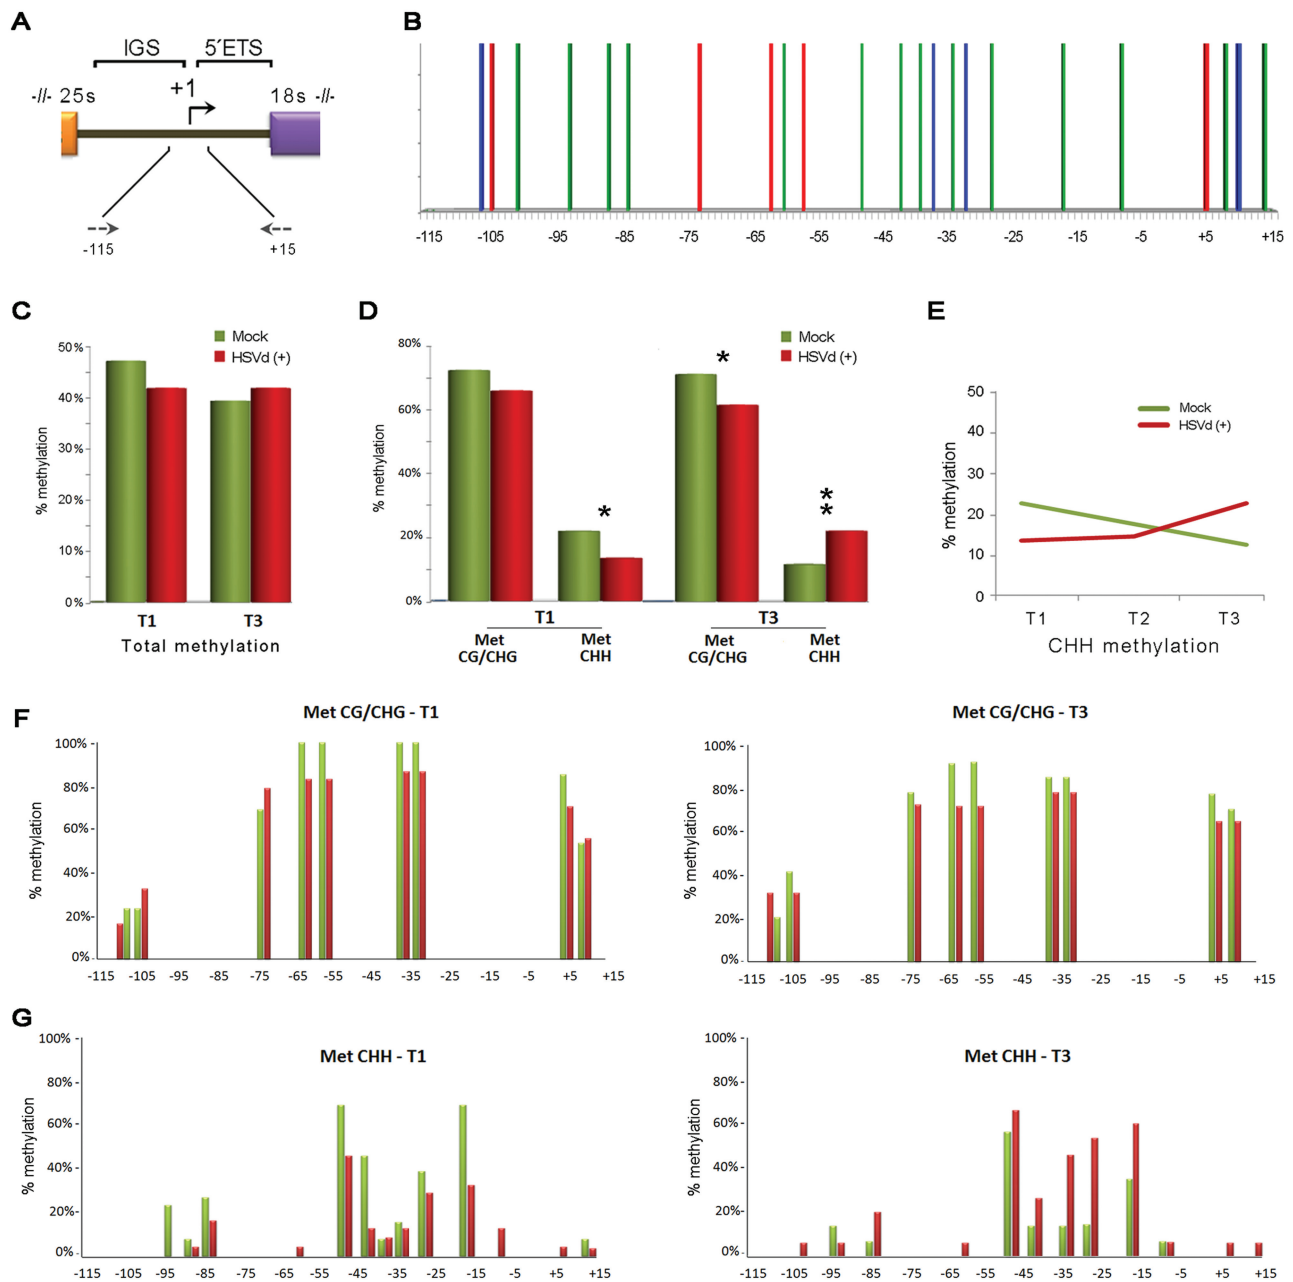 A
IGS 5´ETS
+1
-//- 25s 18s -//-
-115 +15
B
-115 -105 -95 -85 -75 -65 -55 -45 -35 -25 -15 -5 +5 +15
C
Mock
HSVd (+)
% methylation
50%
40%
30%
20%
10%
0%
T1 T3
Total methylation
D
Mock
HSVd (+)
% methylation
80%
60%
40%
20%
0%
*
*
*
*
*
T1 T3
Met CG/CHG
Met CHH
Met CG/CHG
Met CHH
E
Mock
HSVd (+)
% methylation
50
40
30
20
10
0
T1 T2 T3
CHH methylation
F
Met CG/CHG - T1
% methylation
100%
80%
60%
40%
20%
0%
-115 -105 -95 -85 -75 -65 -55 -45 -35 -25 -15 -5 +5 +15
Met CG/CHG - T3
% methylation
100%
80%
60%
40%
20%
0%
-115 -105 -95 -85 -75 -65 -55 -45 -35 -25 -15 -5 +5 +15
G
Met CHH - T1
% methylation
100%
80%
60%
40%
20%
0%
-115 -105 -95 -85 -75 -65 -55 -45 -35 -25 -15 -5 +5 +15
Met CHH - T3
% methylation
100%
80%
60%
40%
20%
0%
-115 -105 -95 -85 -75 -65 -55 -45 -35 -25 -15 -5 +5 +15